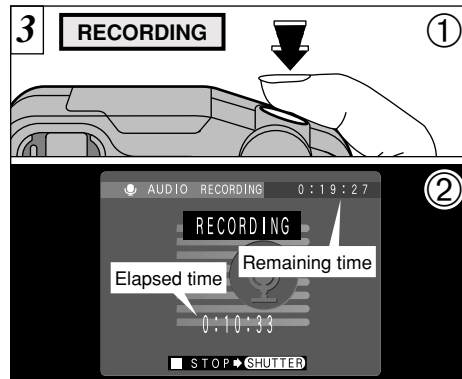 3 RECORDING ①
② AUDIO RECORDING 0:19:27
RECORDING
Remaining time
Elapsed time
0:10:33
STOP SHUTTER